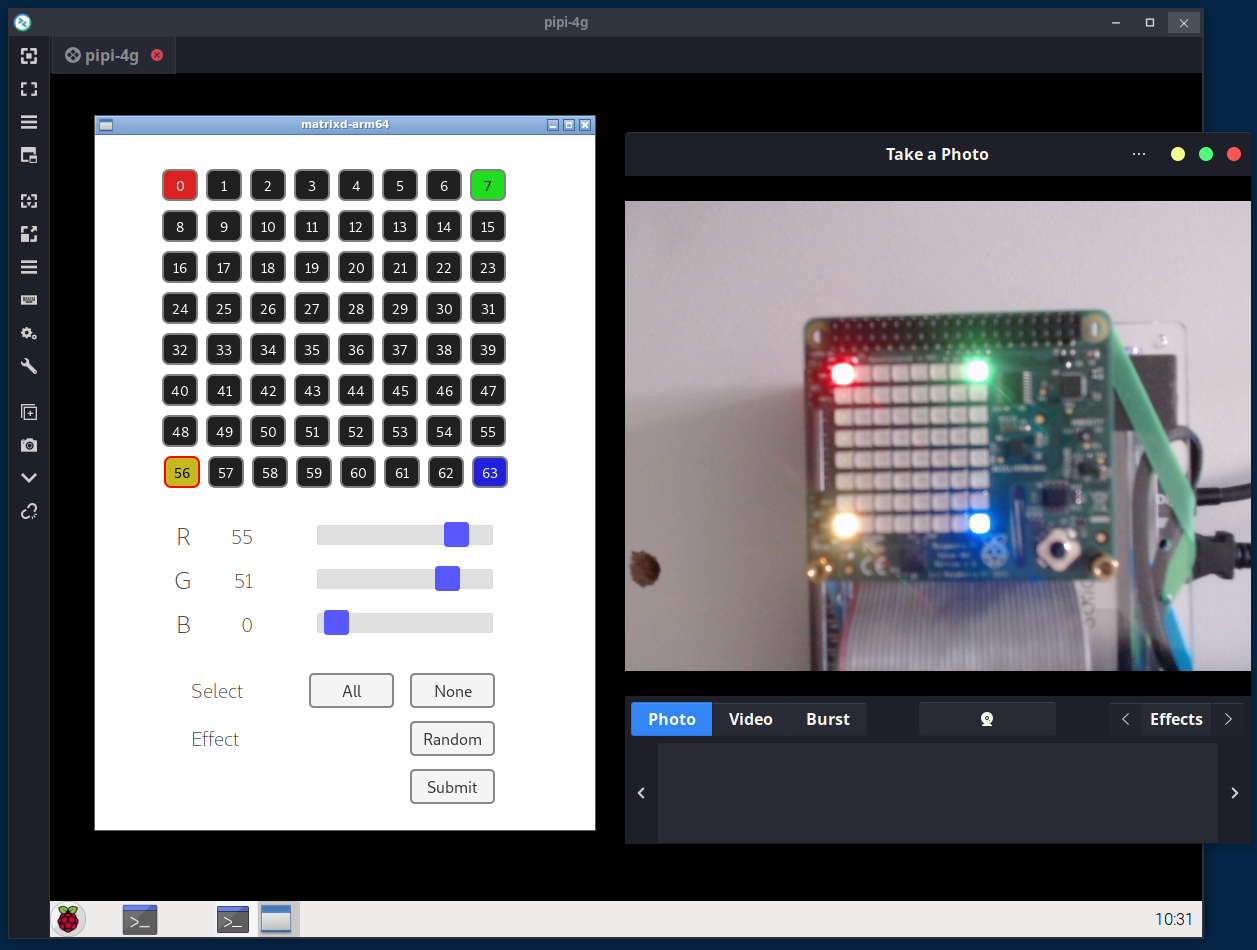 pipi-4g
pipi-4g
matrixd-arm64
0 1 2 3 4 5 6 7
8 9 10 11 12 13 14 15
16 17 18 19 20 21 22 23
24 25 26 27 28 29 30 31
32 33 34 35 36 37 38 39
40 41 42 43 44 45 46 47
48 49 50 51 52 53 54 55
56 57 58 59 60 61 62 63
R 55
G 51
B 0
Select All None
Effect Random
Submit
Take a Photo
CE
Photo Video Burst Effects
10:31